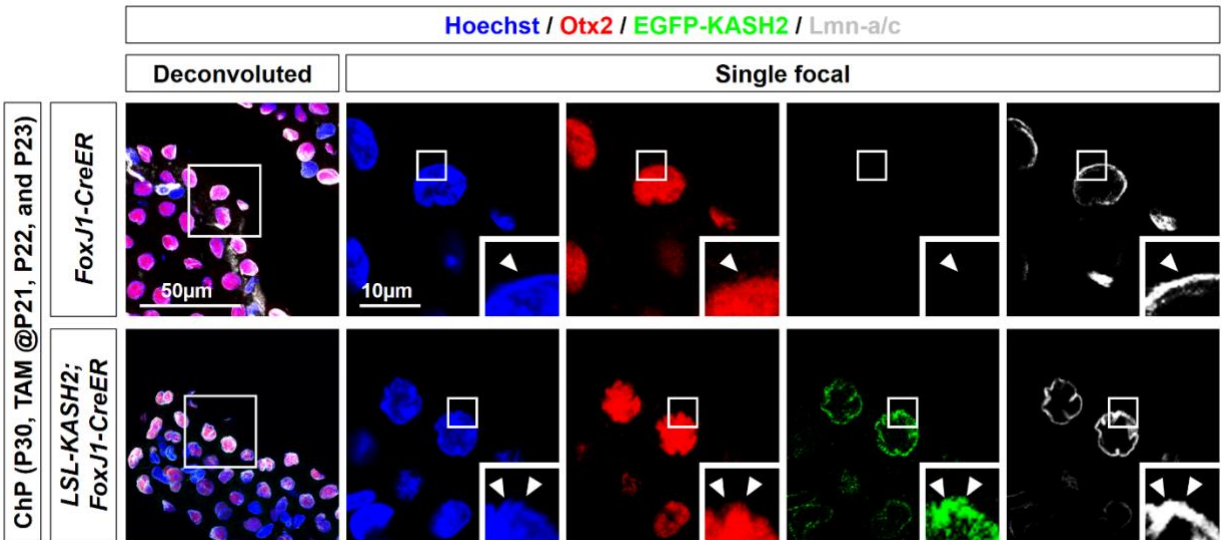 Hoechst / Otx2 / EGFP-KASH2 / Lmn-a/c
Deconvoluted
Single focal
ChP (P30, TAM @P21, P22, and P23)
FoxJ1-CreER
50μm
10μm
LSL-KASH2;
FoxJ1-CreER